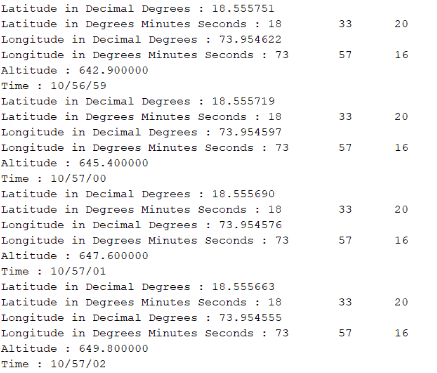 Latitude in Decimal Degrees : 18.555751
Latitude in Degrees Minutes Seconds : 18 33 20
Longitude in Decimal Degrees : 73.954622
Longitude in Degrees Minutes Seconds : 73 57 16
Altitude : 642.900000
Time : 10/56/59
Latitude in Decimal Degrees : 18.555719
Latitude in Degrees Minutes Seconds : 18 33 20
Longitude in Decimal Degrees : 73.954597
Longitude in Degrees Minutes Seconds : 73 57 16
Altitude : 645.400000
Time : 10/57/00
Latitude in Decimal Degrees : 18.555690
Latitude in Degrees Minutes Seconds : 18 33 20
Longitude in Decimal Degrees : 73.954576
Longitude in Degrees Minutes Seconds : 73 57 16
Altitude : 647.600000
Time : 10/57/01
Latitude in Decimal Degrees : 18.555663
Latitude in Degrees Minutes Seconds : 18 33 20
Longitude in Decimal Degrees : 73.954555
Longitude in Degrees Minutes Seconds : 73 57 16
Altitude : 649.800000
Time : 10/57/02